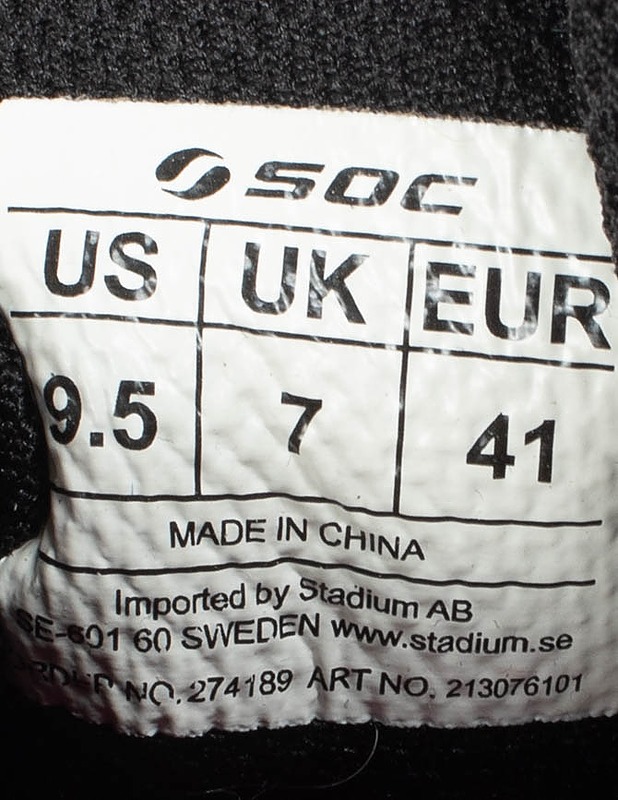 SOC
US UK EUR
9.5 7 41
MADE IN CHINA
Imported by Stadium AB
SE-601 60 SWEDEN www.stadium.se
ORDER NO. 274189 ART NO. 213076101